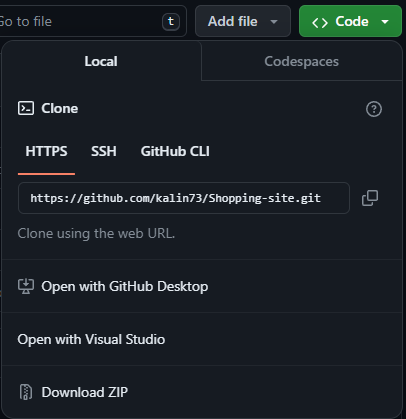 Go to file t Add file Code
Local Codespaces
Clone
HTTPS SSH GitHub CLI
https://github.com/kalin73/Shopping-site.git
Clone using the web URL.
Open with GitHub Desktop
Open with Visual Studio
Download ZIP